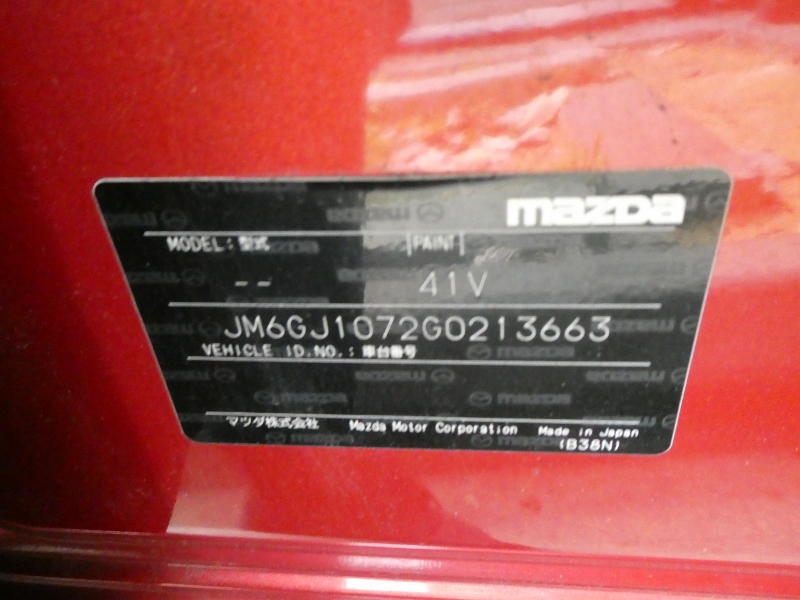 mazda
MODEL: 型式 PAINT
-- 41V
JM6GJ1072G0213663
VEHICLE ID.NO.: 車台番号
マツダ株式会社 Mazda Motor Corporation Made in Japan
(B38N)